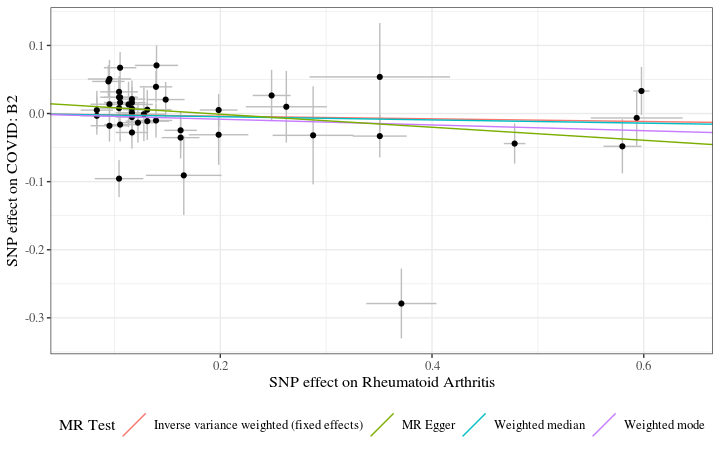 0.1
0.0
-0.1
-0.2
-0.3
SNP effect on COVID: B2
0.2 0.4 0.6
SNP effect on Rheumatoid Arthritis
MR Test Inverse variance weighted (fixed effects) MR Egger Weighted median Weighted mode